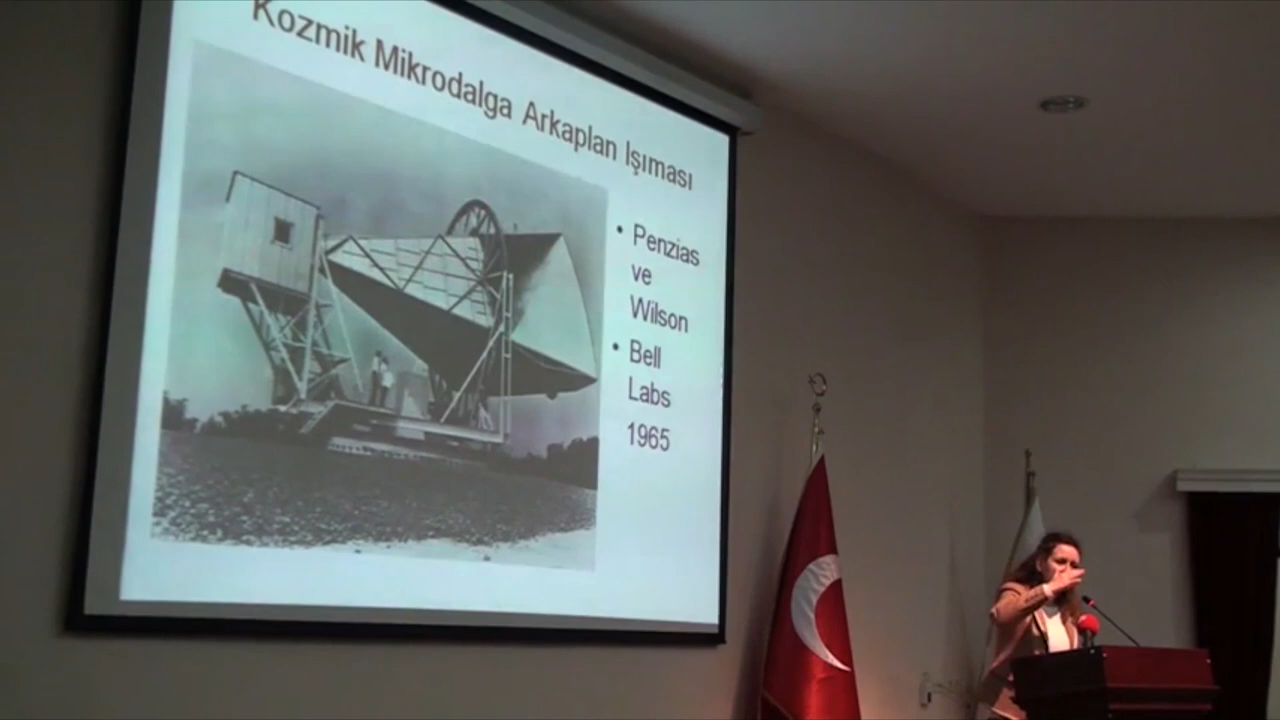 Kozmik Mikrodalga Arkaplan Işıması
• Penzias
ve
Wilson
• Bell
Labs
1965